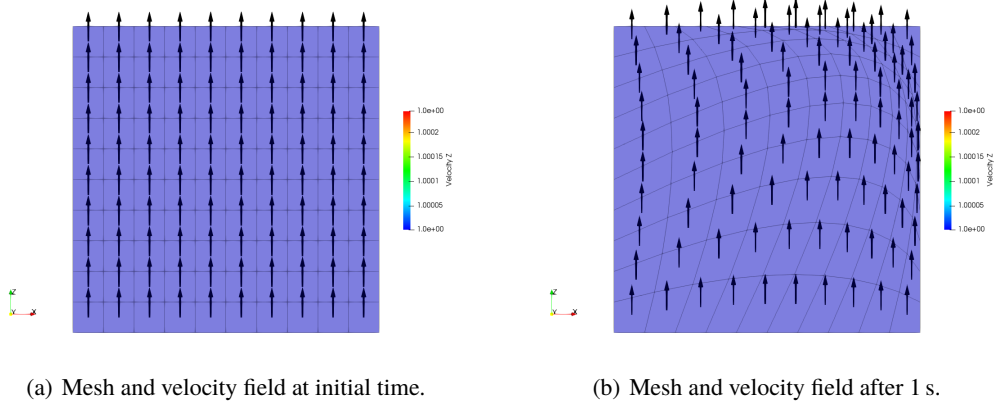 1.0e+00
1.0002
1.00015
1.0001
1.00005
1.0e+00
Velocity Z
Z
Y X
1.0e+00
1.0002
1.00015
1.0001
1.00005
1.0e+00
Velocity Z
Z
Y X
(a) Mesh and velocity field at initial time.
(b) Mesh and velocity field after 1 s.